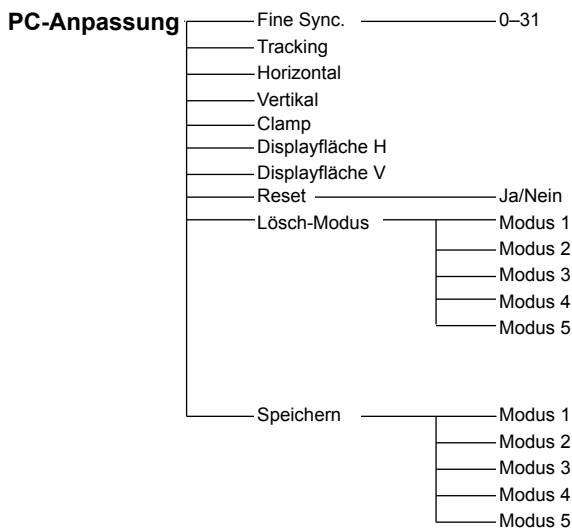 PC-Anpassung Fine Sync. 0–31
Tracking
Horizontal
Vertikal
Clamp
Displayfläche H
Displayfläche V
Reset Ja/Nein
Lösch-Modus Modus 1
Modus 2
Modus 3
Modus 4
Modus 5
Speichern Modus 1
Modus 2
Modus 3
Modus 4
Modus 5